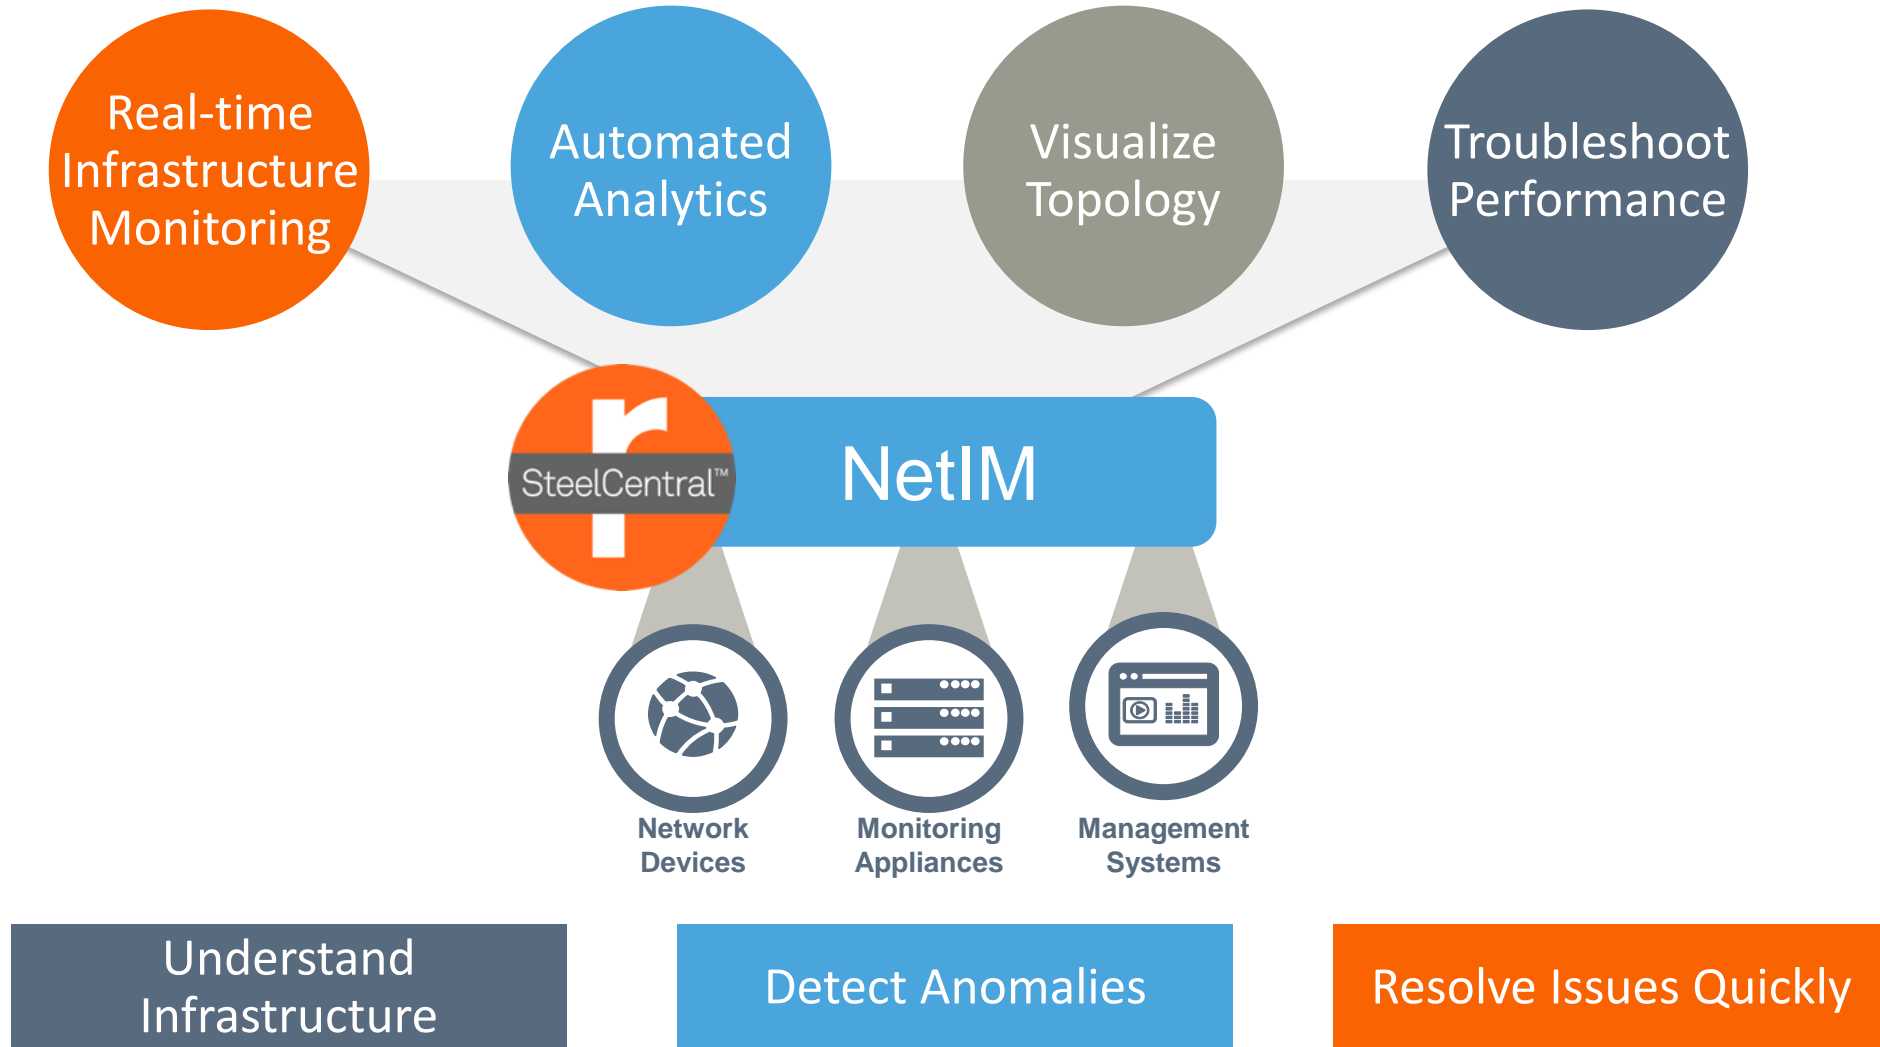 Real-time
Infrastructure
Monitoring
Automated
Analytics
Visualize
Topology
Troubleshoot
Performance
r
SteelCentral™
NetIM
Network
Devices
Monitoring
Appliances
Management
Systems
Understand
Infrastructure
Detect Anomalies
Resolve Issues Quickly